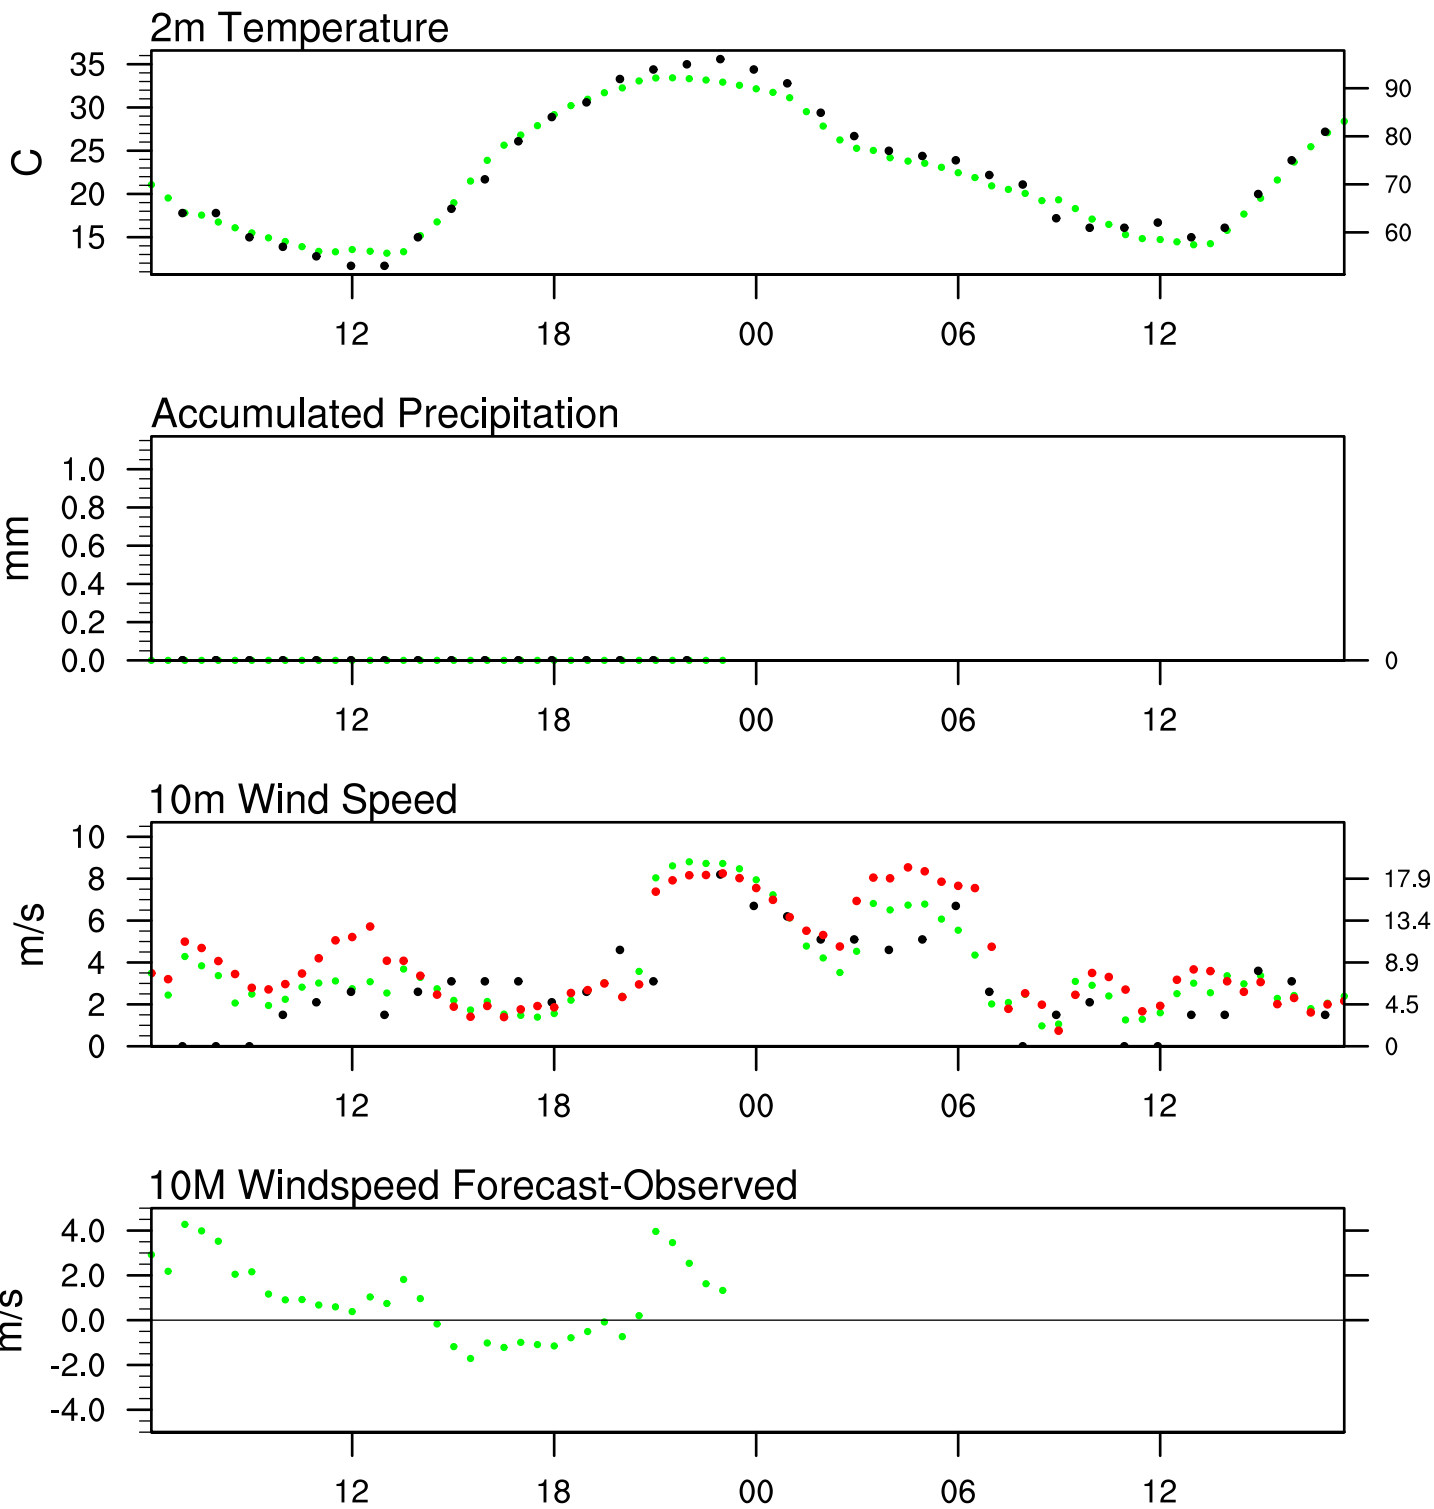 2m Temperature
35
30
25
20
15
C
90
80
70
60
12 18 00 06 12
Accumulated Precipitation
1.0
0.8
0.6
0.4
0.2
0.0
mm
0
12 18 00 06 12
10m Wind Speed
10
8
6
4
2
0
m/s
17.9
13.4
8.9
4.5
0
12 18 00 06 12
10M Windspeed Forecast-Observed
4.0
2.0
0.0
-2.0
-4.0
m/s
12 18 00 06 12